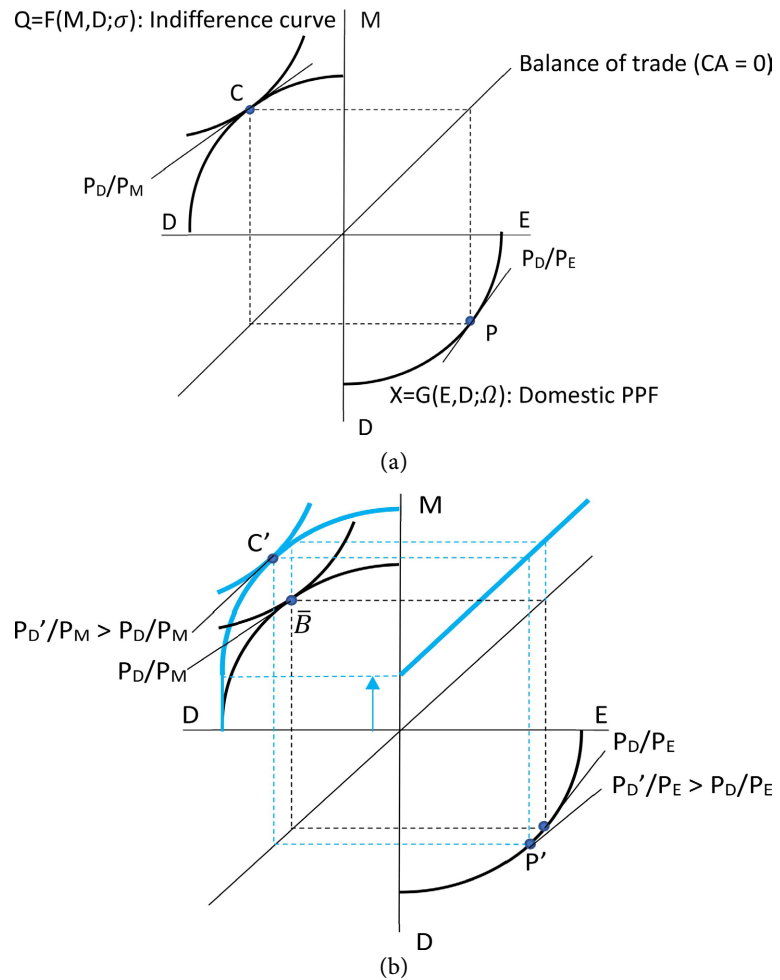 Q=F(M,D;σ): Indifference curve
M
Balance of trade (CA = 0)
C
P_D/P_M
D
E
P_D/P_E
P
X=G(E,D;Ω): Domestic PPF
D
(a)
M
C’
P_D’/P_M > P_D/P_M
B̅
P_D/P_M
D
E
P_D/P_E
P_D’/P_E > P_D/P_E
P’
D
(b)